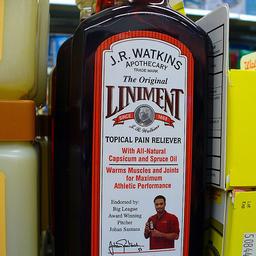 J.R. WATKINS
APOTHECARY
TRADE MARK
The Original
LINIMENT
SINCE 1868
J.R. Watkins
TOPICAL PAIN RELIEVER
With All-Natural
Capsicum and Spruce Oil
Warms Muscles and Joints
for Maximum
Athletic Performance
Endorsed by:
Big League
Award Winning
Pitcher
Johan Santana